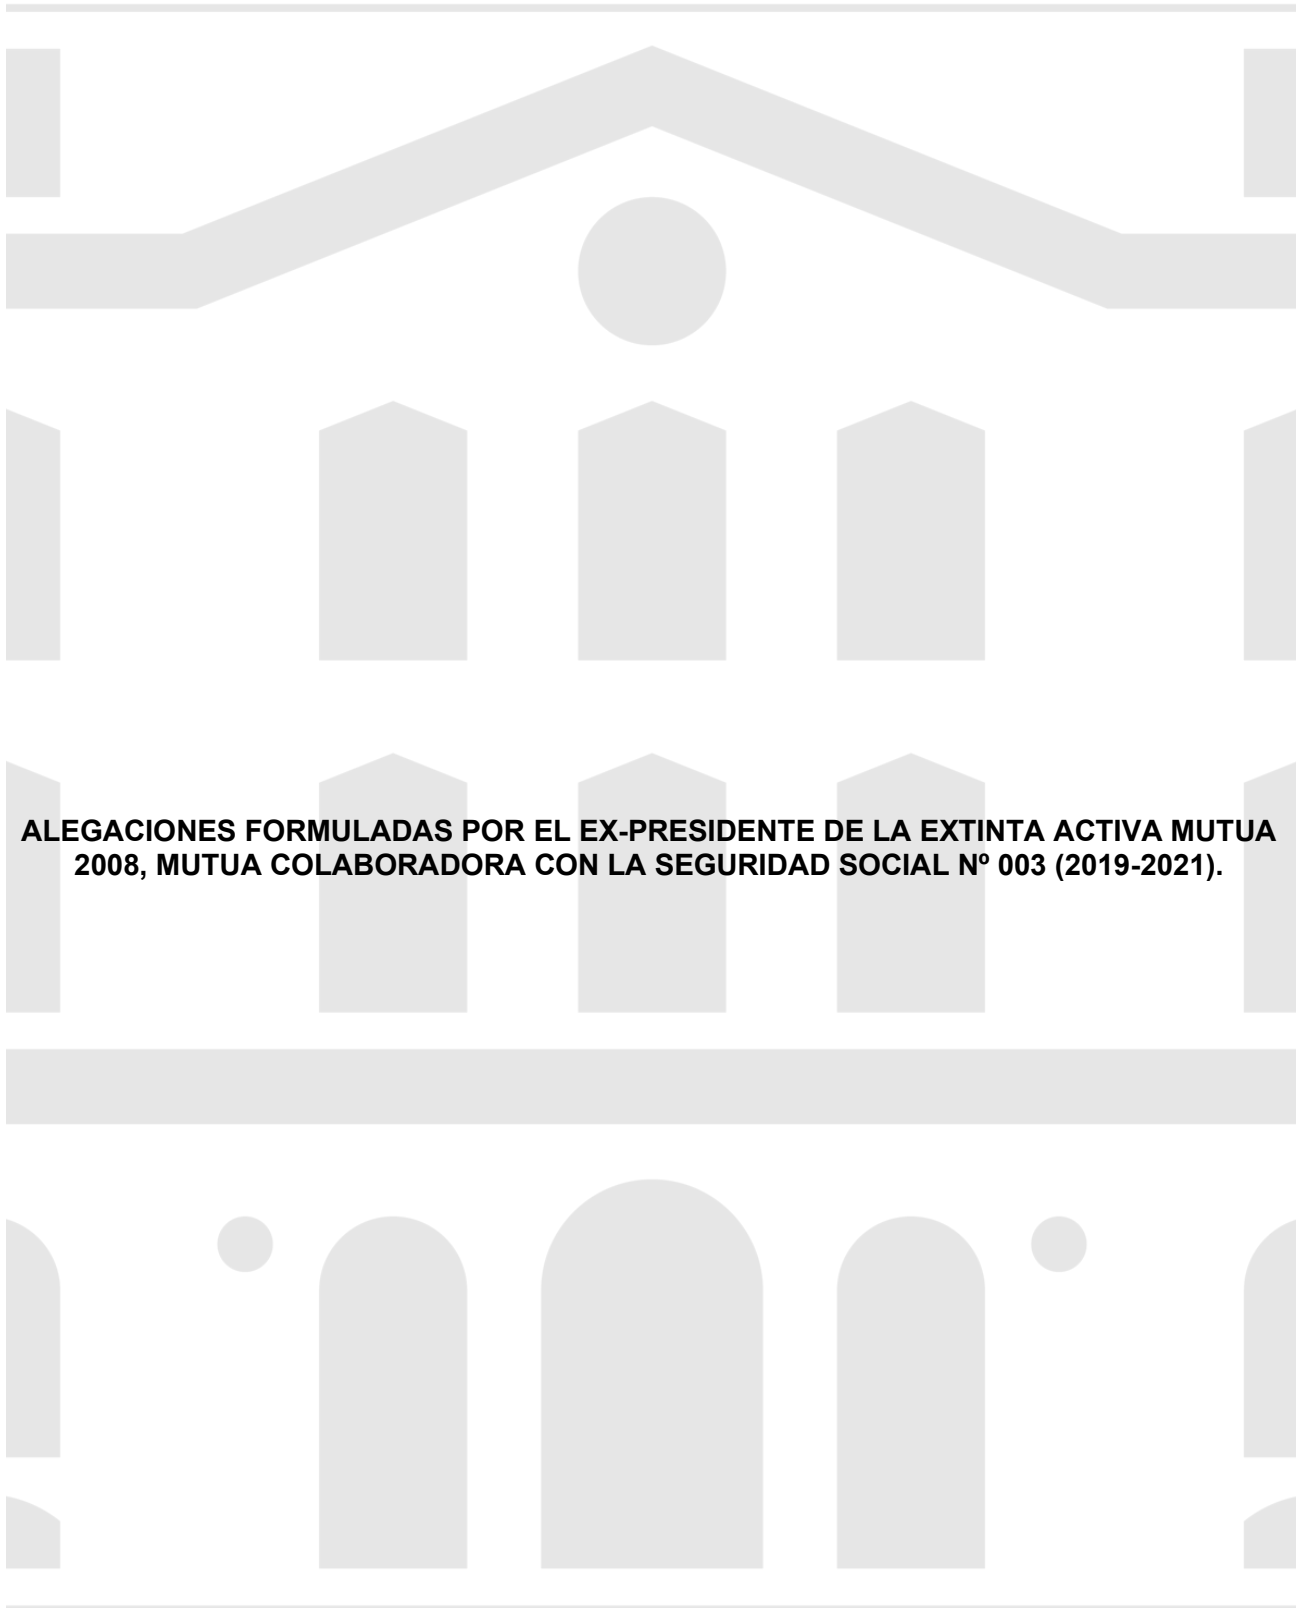 ALEGACIONES FORMULADAS POR EL EX-PRESIDENTE DE LA EXTINTA ACTIVA MUTUA
2008, MUTUA COLABORADORA CON LA SEGURIDAD SOCIAL Nº 003 (2019-2021).